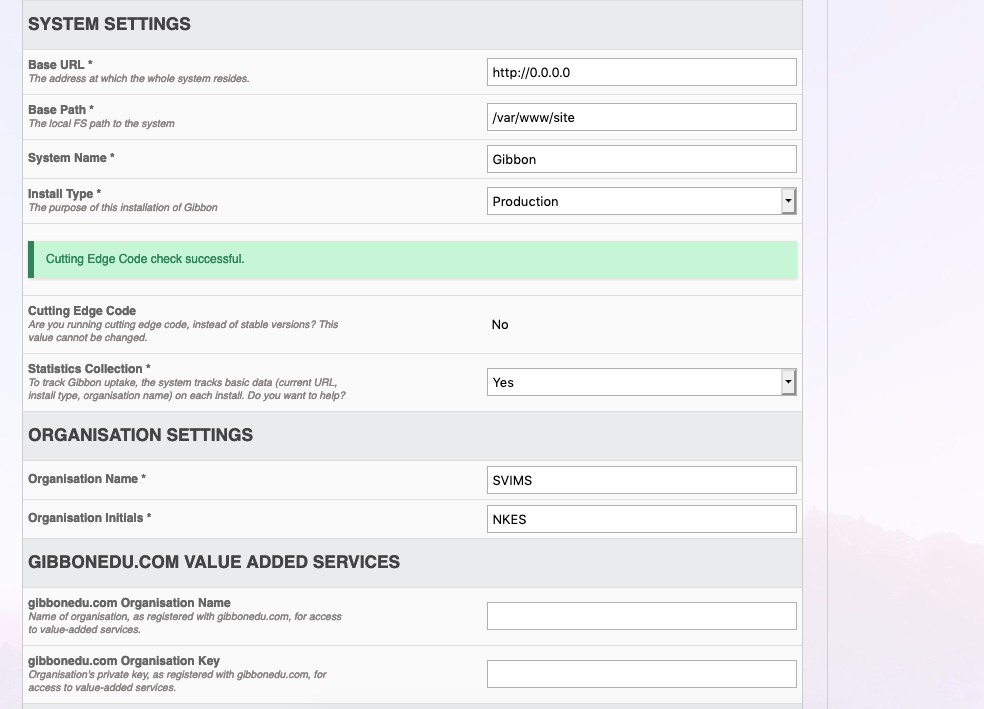 SYSTEM SETTINGS
Base URL *
The address at which the whole system resides.
http://0.0.0.0
Base Path *
The local FS path to the system
/var/www/site
System Name *
Gibbon
Install Type *
The purpose of this installation of Gibbon
Production
Cutting Edge Code check successful.
Cutting Edge Code
Are you running cutting edge code, instead of stable versions? This
value cannot be changed.
No
Statistics Collection *
To track Gibbon uptake, the system tracks basic data (current URL,
install type, organisation name) on each install. Do you want to help?
Yes
ORGANISATION SETTINGS
Organisation Name *
SVIMS
Organisation Initials *
NKES
GIBBONEDU.COM VALUE ADDED SERVICES
gibbonedu.com Organisation Name
Name of organisation, as registered with gibbonedu.com, for access
to value-added services.
gibbonedu.com Organisation Key
Organisation's private key, as registered with gibbonedu.com, for
access to value-added services.